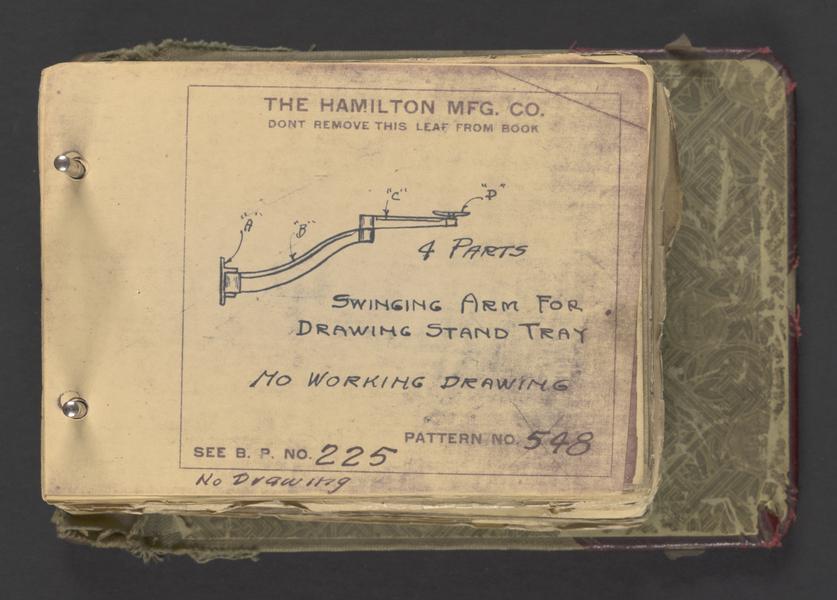 THE HAMILTON MFG. CO.
DONT REMOVE THIS LEAF FROM BOOK
"A"
"B"
"C"
"D"
4 PARTS
SWINGING ARM FOR
DRAWING STAND TRAY
NO WORKING DRAWING
PATTERN NO. 548
SEE B. P. NO. 225
No Drawing